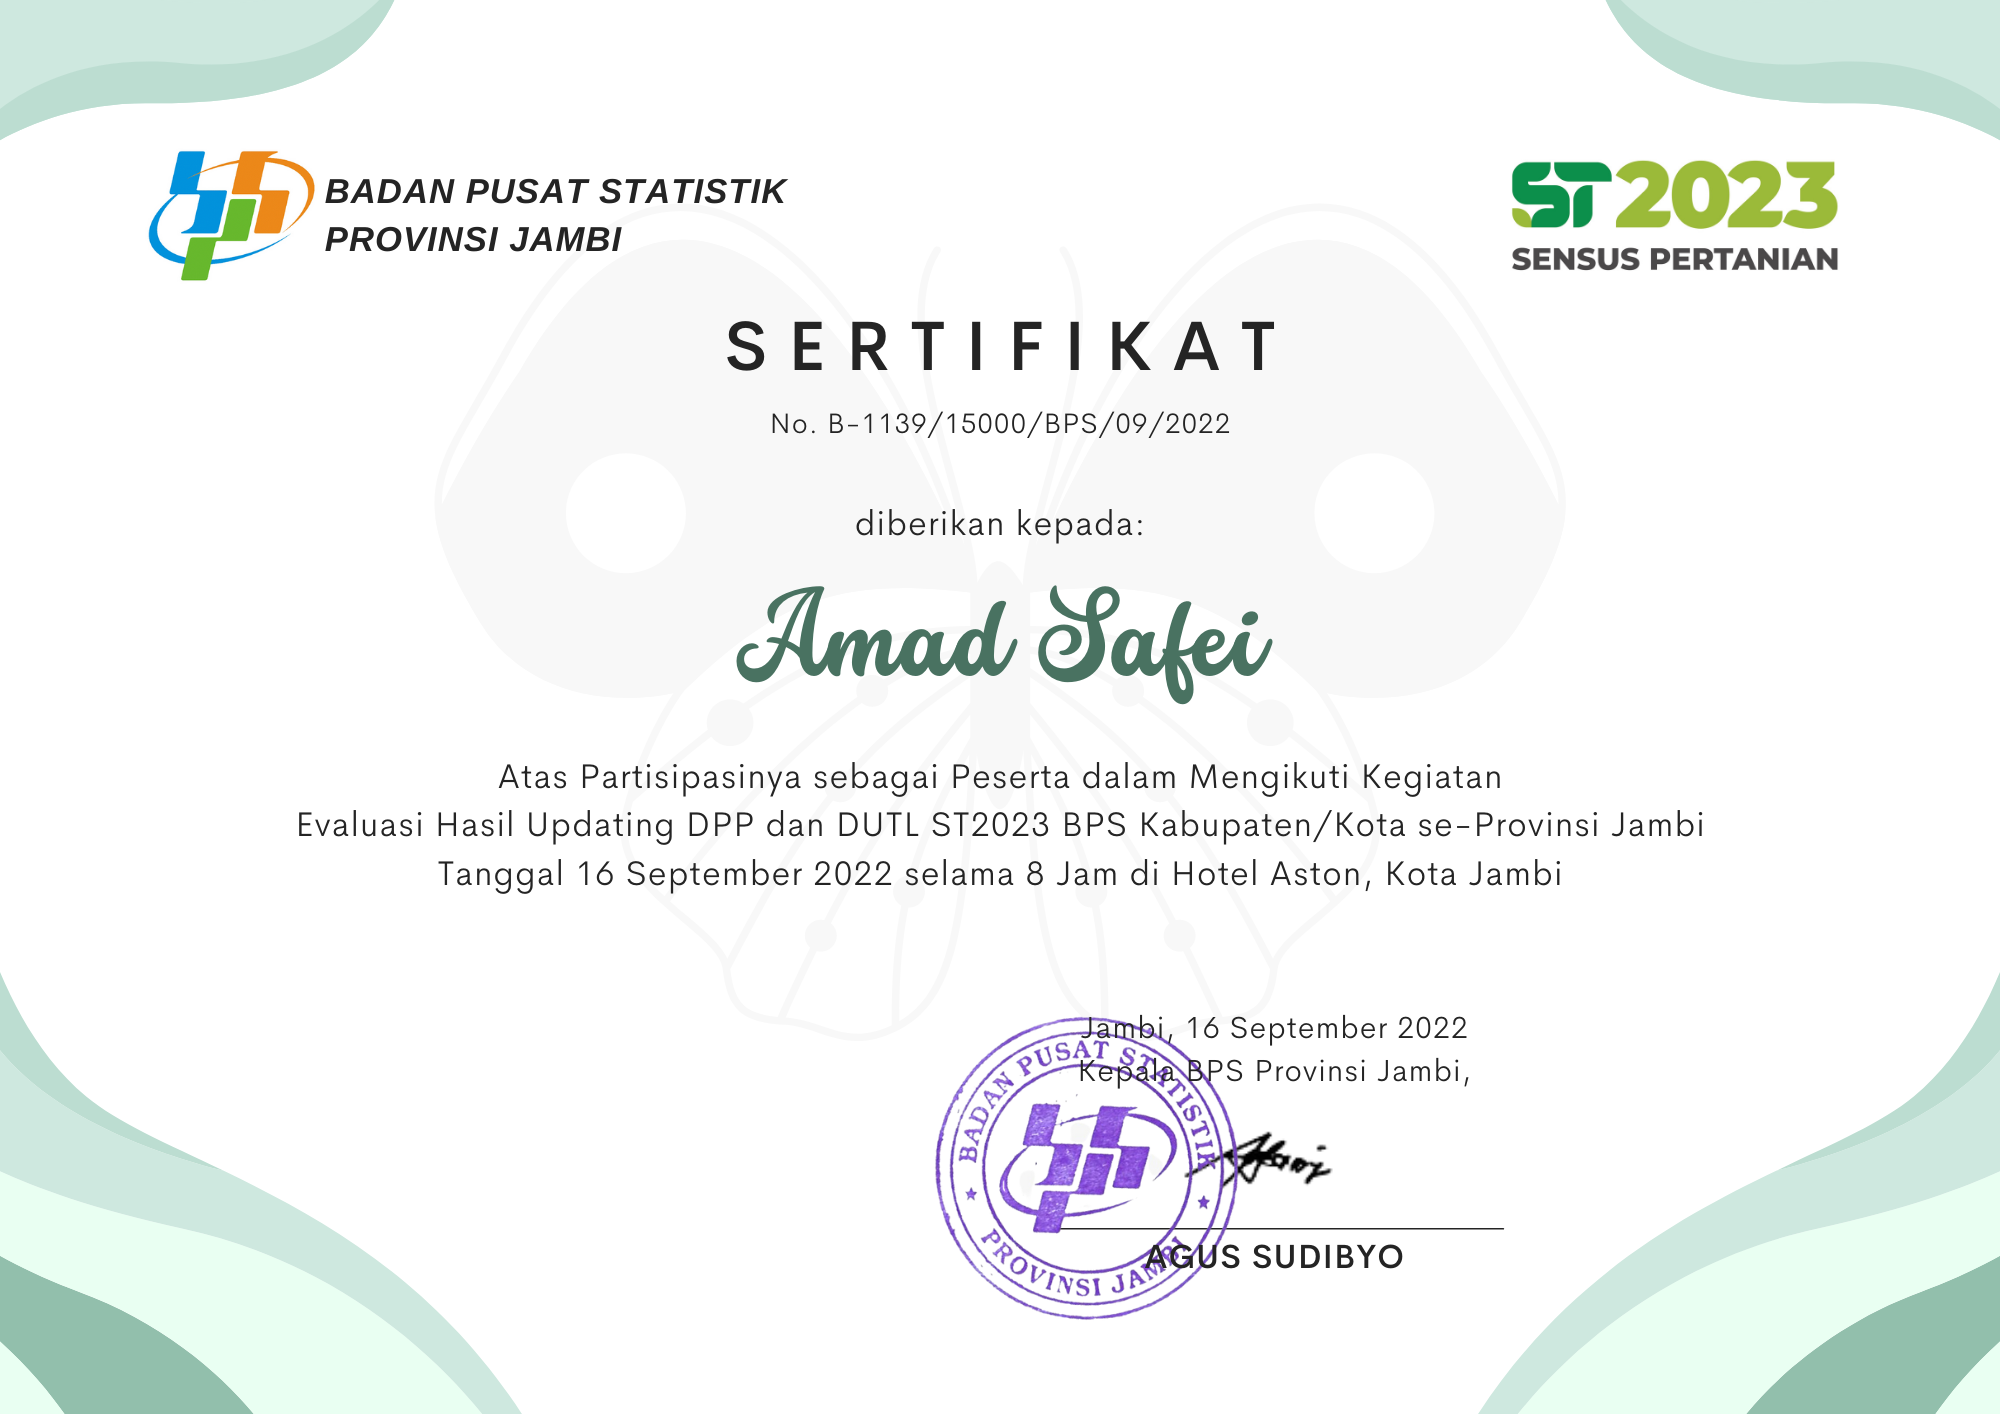 BADAN PUSAT STATISTIK
PROVINSI JAMBI
ST2023
SENSUS PERTANIAN
SERTIFIKAT
No. B-1139/15000/BPS/09/2022
diberikan kepada:
Amad Safei
Atas Partisipasinya sebagai Peserta dalam Mengikuti Kegiatan
Evaluasi Hasil Updating DPP dan DUTL ST2023 BPS Kabupaten/Kota se-Provinsi Jambi
Tanggal 16 September 2022 selama 8 Jam di Hotel Aston, Kota Jambi
Jambi, 16 September 2022
Kepala BPS Provinsi Jambi,
BADAN PUSAT STATISTIK
PROVINSI JAMBI
AGUS SUDIBYO